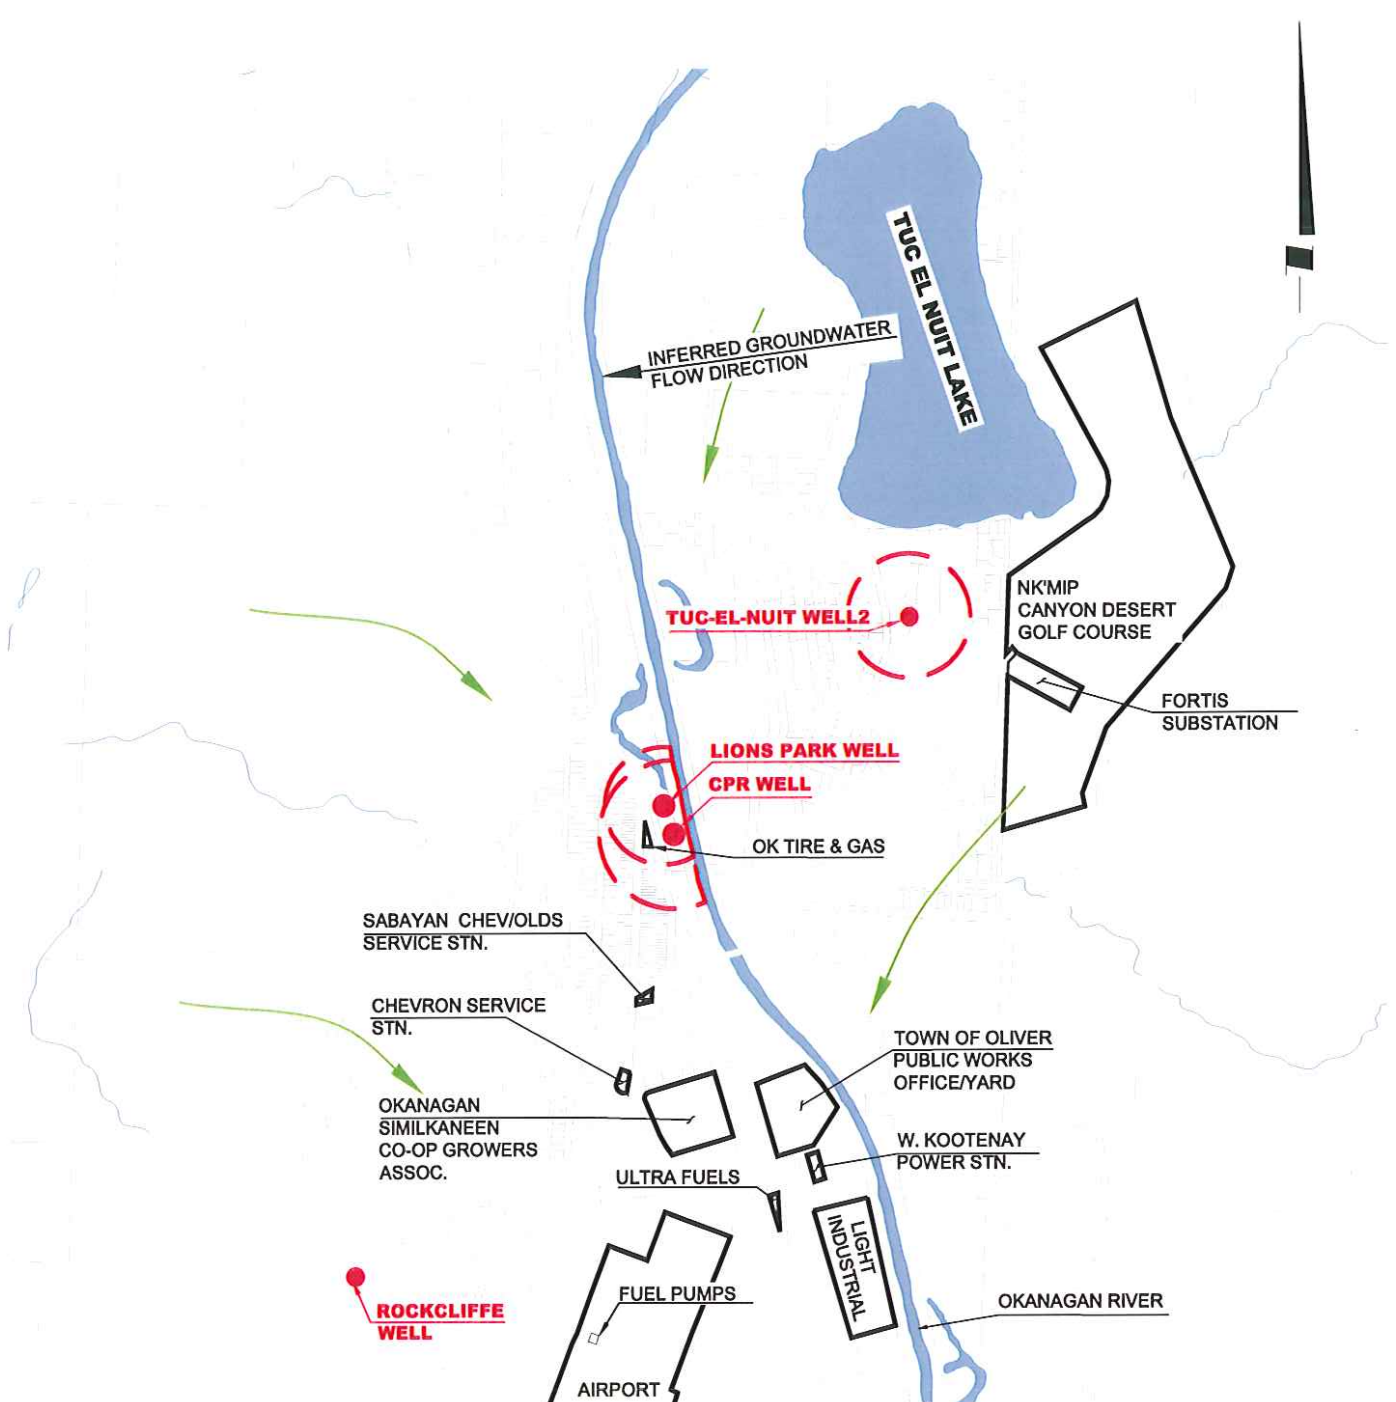 TUC EL NUIT LAKE
INFERRED GROUNDWATER
FLOW DIRECTION
NK'MIP
CANYON DESERT
GOLF COURSE
TUC-EL-NUIT WELL2
FORTIS
SUBSTATION
LIONS PARK WELL
CPR WELL
OK TIRE & GAS
SABAYAN CHEV/OLDS
SERVICE STN.
CHEVRON SERVICE
STN.
TOWN OF OLIVER
PUBLIC WORKS
OFFICE/YARD
OKANAGAN
SIMILKANEEN
CO-OP GROWERS
ASSOC.
W. KOOTENAY
POWER STN.
ULTRA FUELS
LIGHT
INDUSTRIAL
FUEL PUMPS
OKANAGAN RIVER
ROCKCLIFFE
WELL
AIRPORT